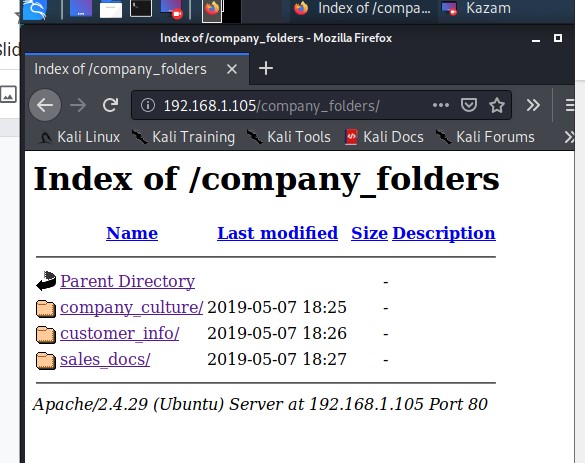 Index of /compa...
Kazam
Index of /company_folders - Mozilla Firefox
Index of /company_folders
192.168.1.105/company_folders/
Kali Linux Kali Training Kali Tools Kali Docs Kali Forums
Index of /company_folders
Name Last modified Size Description
Parent Directory -
company_culture/ 2019-05-07 18:25 -
customer_info/ 2019-05-07 18:26 -
sales_docs/ 2019-05-07 18:27 -
Apache/2.4.29 (Ubuntu) Server at 192.168.1.105 Port 80